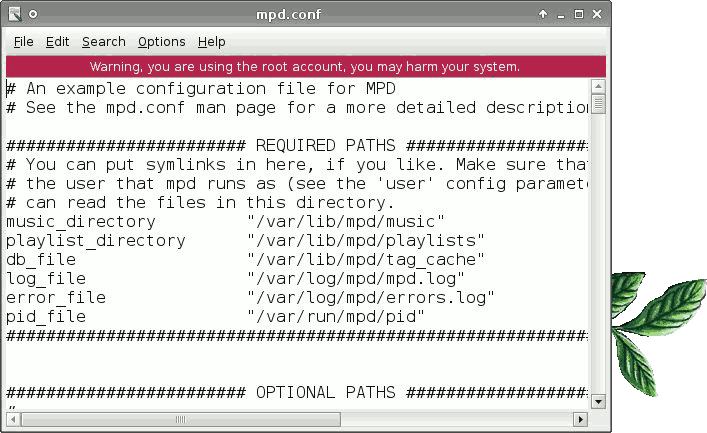 mpd.conf
File Edit Search Options Help
Warning, you are using the root account, you may harm your system.
# An example configuration file for MPD
# See the mpd.conf man page for a more detailed description
######################## REQUIRED PATHS ###################
# You can put symlinks in here, if you like. Make sure that
# the user that mpd runs as (see the 'user' config paramete
# can read the files in this directory.
music_directory "/var/lib/mpd/music"
playlist_directory "/var/lib/mpd/playlists"
db_file "/var/lib/mpd/tag_cache"
log_file "/var/log/mpd/mpd.log"
error_file "/var/log/mpd/errors.log"
pid_file "/var/run/mpd/pid"
###########################################################
######################## OPTIONAL PATHS ###################
#